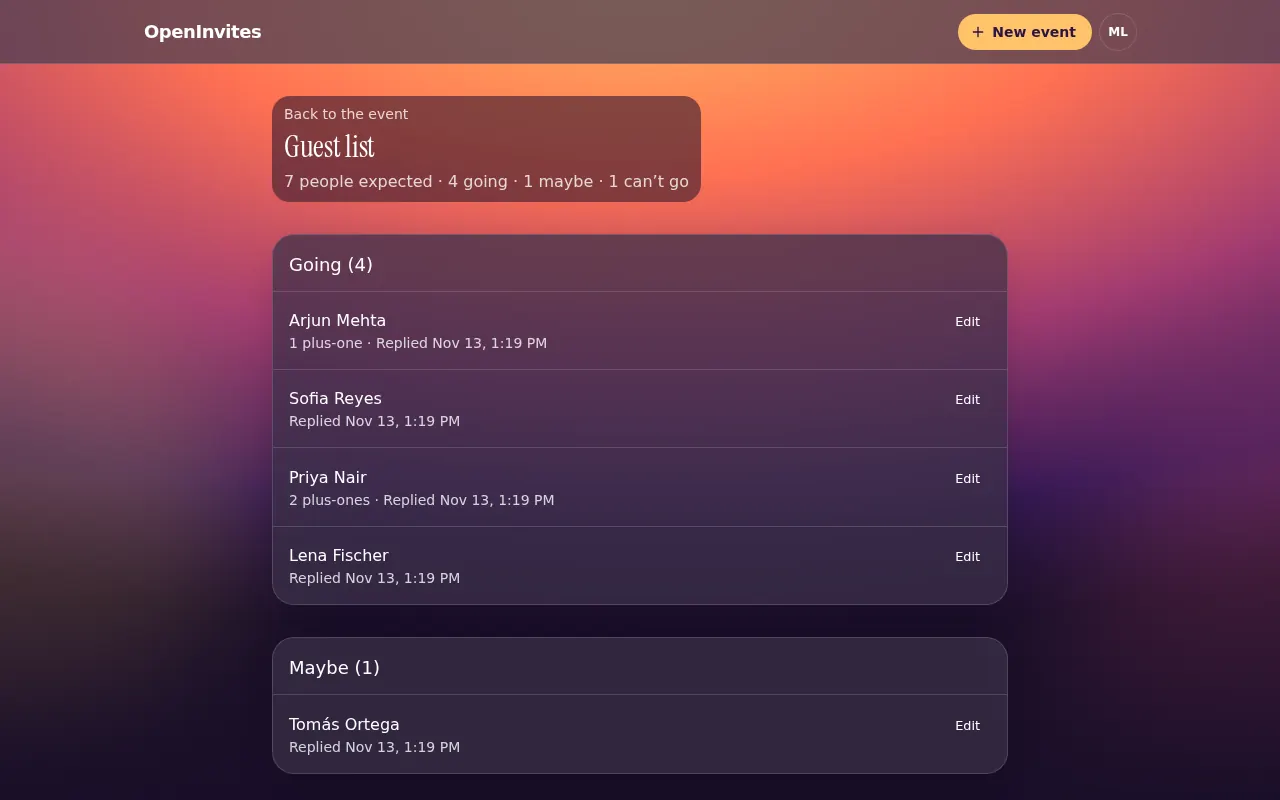 OpenInvites
+ New event
ML
Back to the event
Guest list
7 people expected · 4 going · 1 maybe · 1 can’t go
Going (4)
Arjun Mehta
Edit
1 plus-one · Replied Nov 13, 1:19 PM
Sofia Reyes
Edit
Replied Nov 13, 1:19 PM
Priya Nair
Edit
2 plus-ones · Replied Nov 13, 1:19 PM
Lena Fischer
Edit
Replied Nov 13, 1:19 PM
Maybe (1)
Tomás Ortega
Edit
Replied Nov 13, 1:19 PM